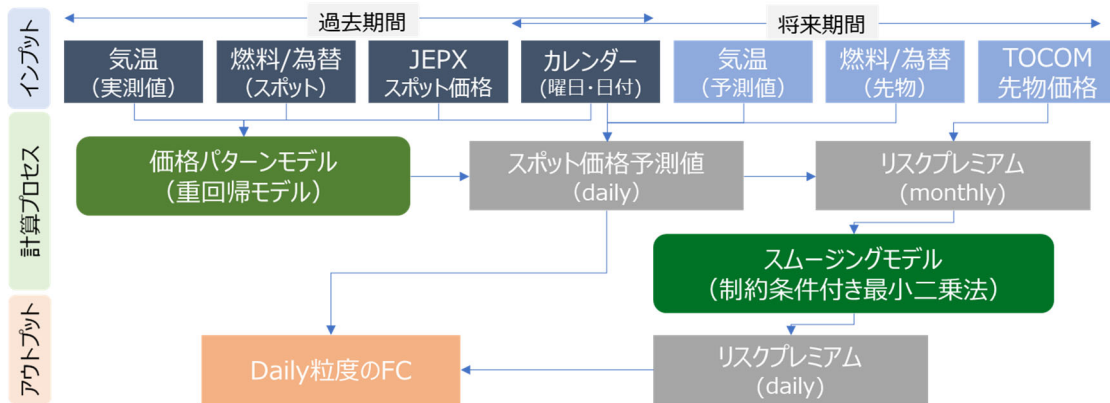 過去期間
将来期間
インプット
気温
(実測値)
燃料/為替
(スポット)
JEPX
スポット価格
カレンダー
(曜日・日付)
気温
(予測値)
燃料/為替
(先物)
TOCOM
先物価格
計算プロセス
価格パターンモデル
(重回帰モデル)
スポット価格予測値
(daily)
リスクプレミアム
(monthly)
スムージングモデル
(制約条件付き最小二乗法)
アウトプット
Daily粒度のFC
リスクプレミアム
(daily)